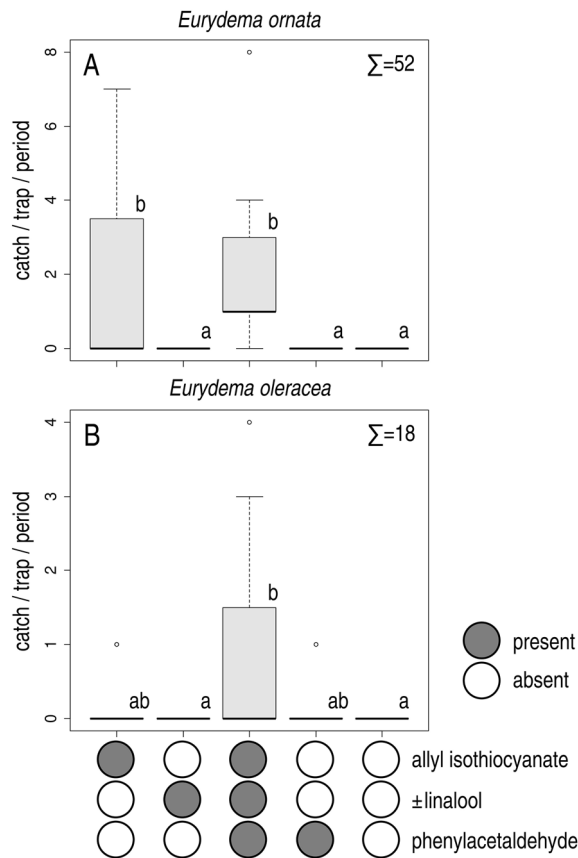 Eurydema ornata
A
∑=52
catch / trap / period
8
6
4
2
0
b
a
b
a
a
Eurydema oleracea
B
∑=18
catch / trap / period
4
3
2
1
0
ab
a
b
ab
a
present
absent
allyl isothiocyanate
±linalool
phenylacetaldehyde